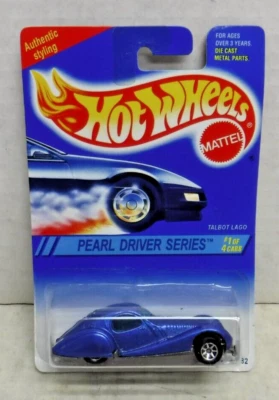 Authentic
styling
FOR AGES
OVER 3 YEARS
DIE CAST
METAL PARTS.
HOT WHEELS
MATTEL
TALBOT LAGO
PEARL DRIVER SERIES™
#1 OF
4 CARS